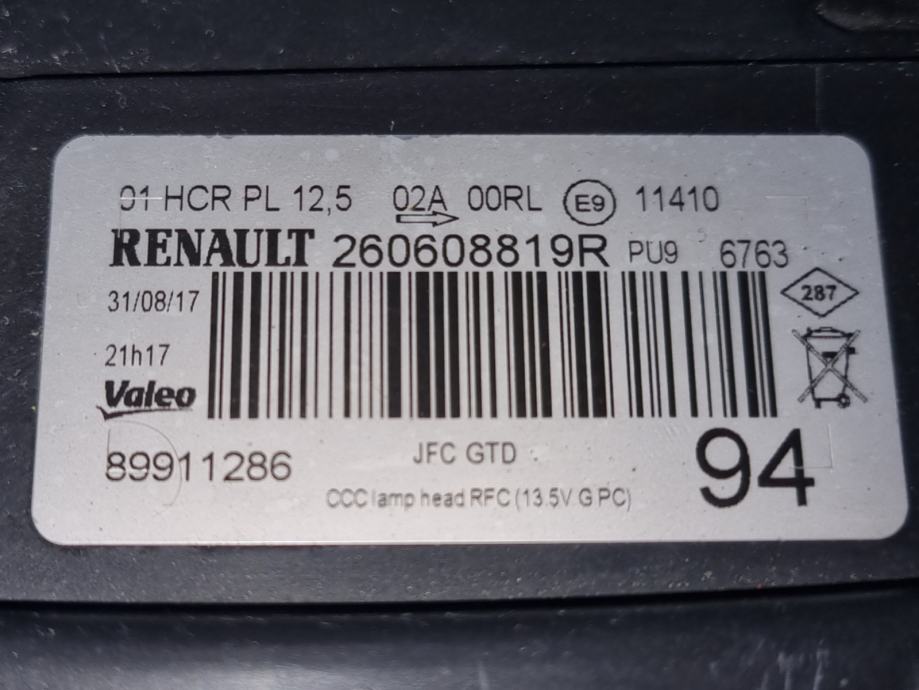 01 HCR PL 12,5 02A 00RL E9 11410
RENAULT 260608819R PU9 6763
31/08/17
287
21h17
Valeo
89911286 JFC GTD 94
CCC lamp head RFC (13.5V G PC)